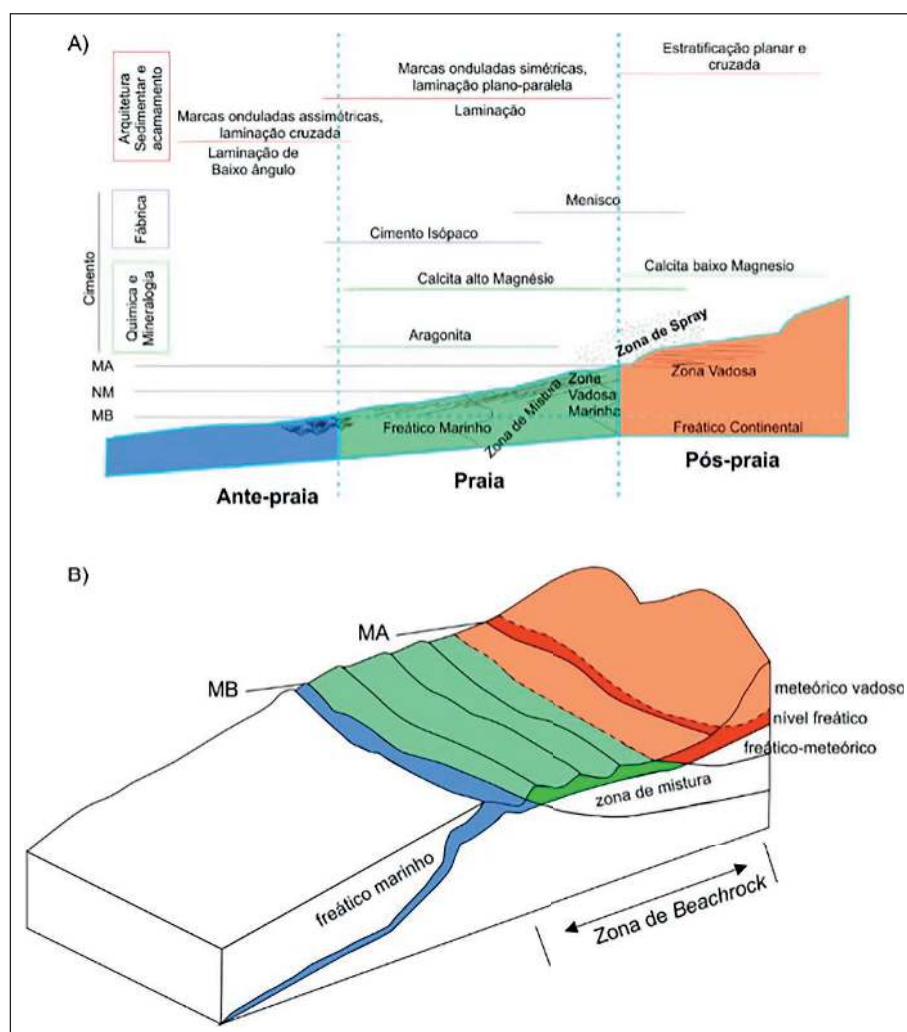 A)
Arquitetura
Sedimentar e
acamamento
Marcas onduladas assimétricas,
laminação cruzada
Laminação de
Baixo ângulo
Marcas onduladas simétricas,
laminação plano-paralela
Laminação
Estratificação planar e
cruzada
Cimento
Fábrica
Menisco
Cimento Isópaco
Química e
Mineralogia
Calcita alto Magnésio
Calcita baixo Magnesio
Aragonita
Zona de Spray
MA
NM
MB
Zona
Vadosa
Marinha
Zona Vadosa
Freático Marinho
Zona de Mistura
Freático Continental
Ante-praia
Praia
Pós-praia
B)
MA
MB
meteórico vadoso
nível freático
freático-meteórico
zona de mistura
freático marinho
Zona de Beachrock